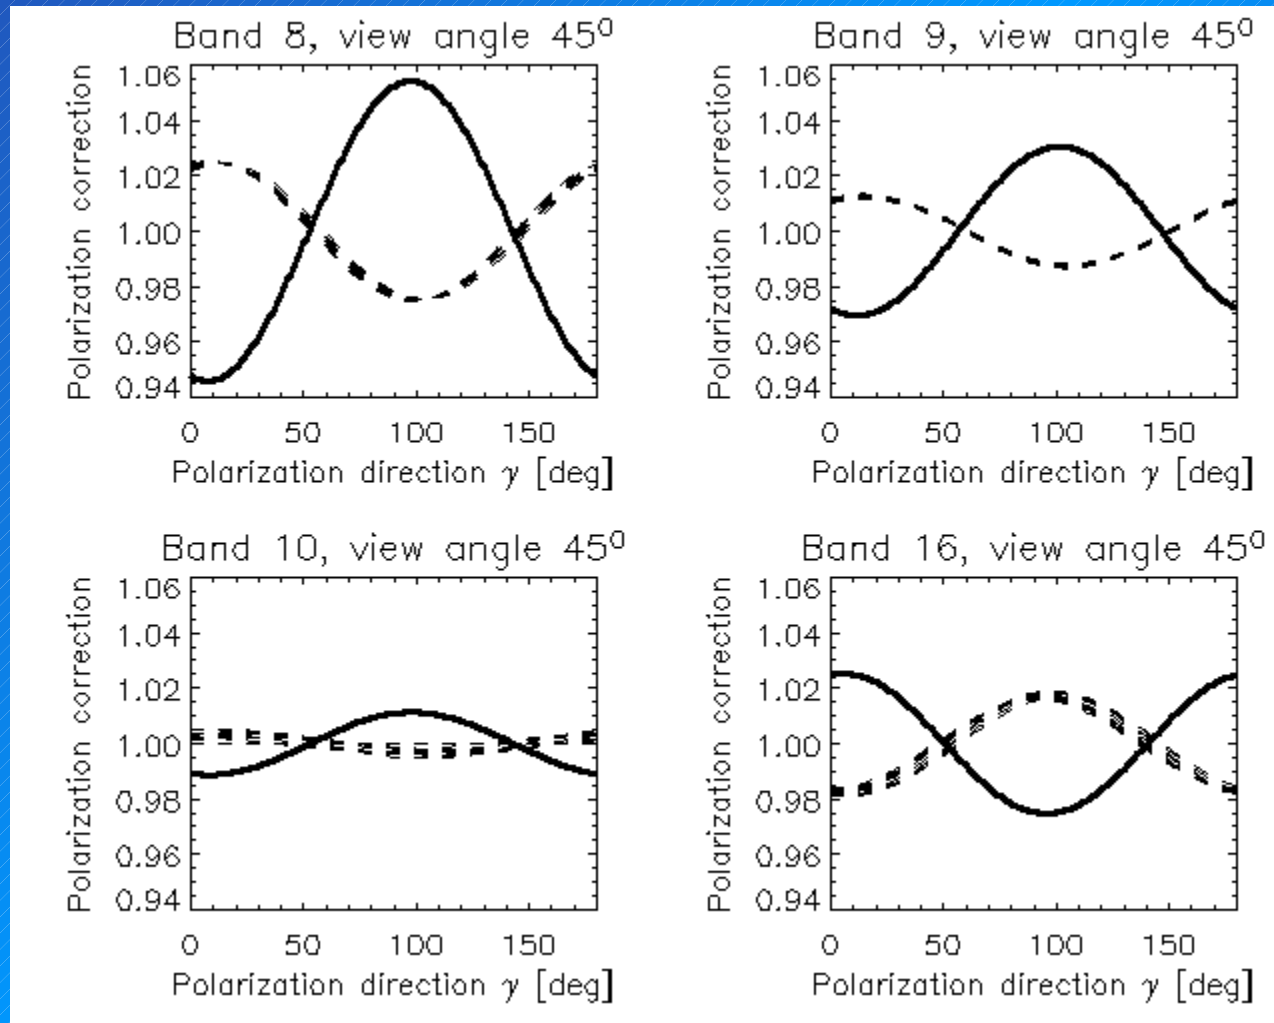 Band 8, view angle 45⁰
Polarization correction
1.06
1.04
1.02
1.00
0.98
0.96
0.94
0 50 100 150
Polarization direction γ [deg]
Band 9, view angle 45⁰
Polarization correction
1.06
1.04
1.02
1.00
0.98
0.96
0.94
0 50 100 150
Polarization direction γ [deg]
Band 10, view angle 45⁰
Polarization correction
1.06
1.04
1.02
1.00
0.98
0.96
0.94
0 50 100 150
Polarization direction γ [deg]
Band 16, view angle 45⁰
Polarization correction
1.06
1.04
1.02
1.00
0.98
0.96
0.94
0 50 100 150
Polarization direction γ [deg]